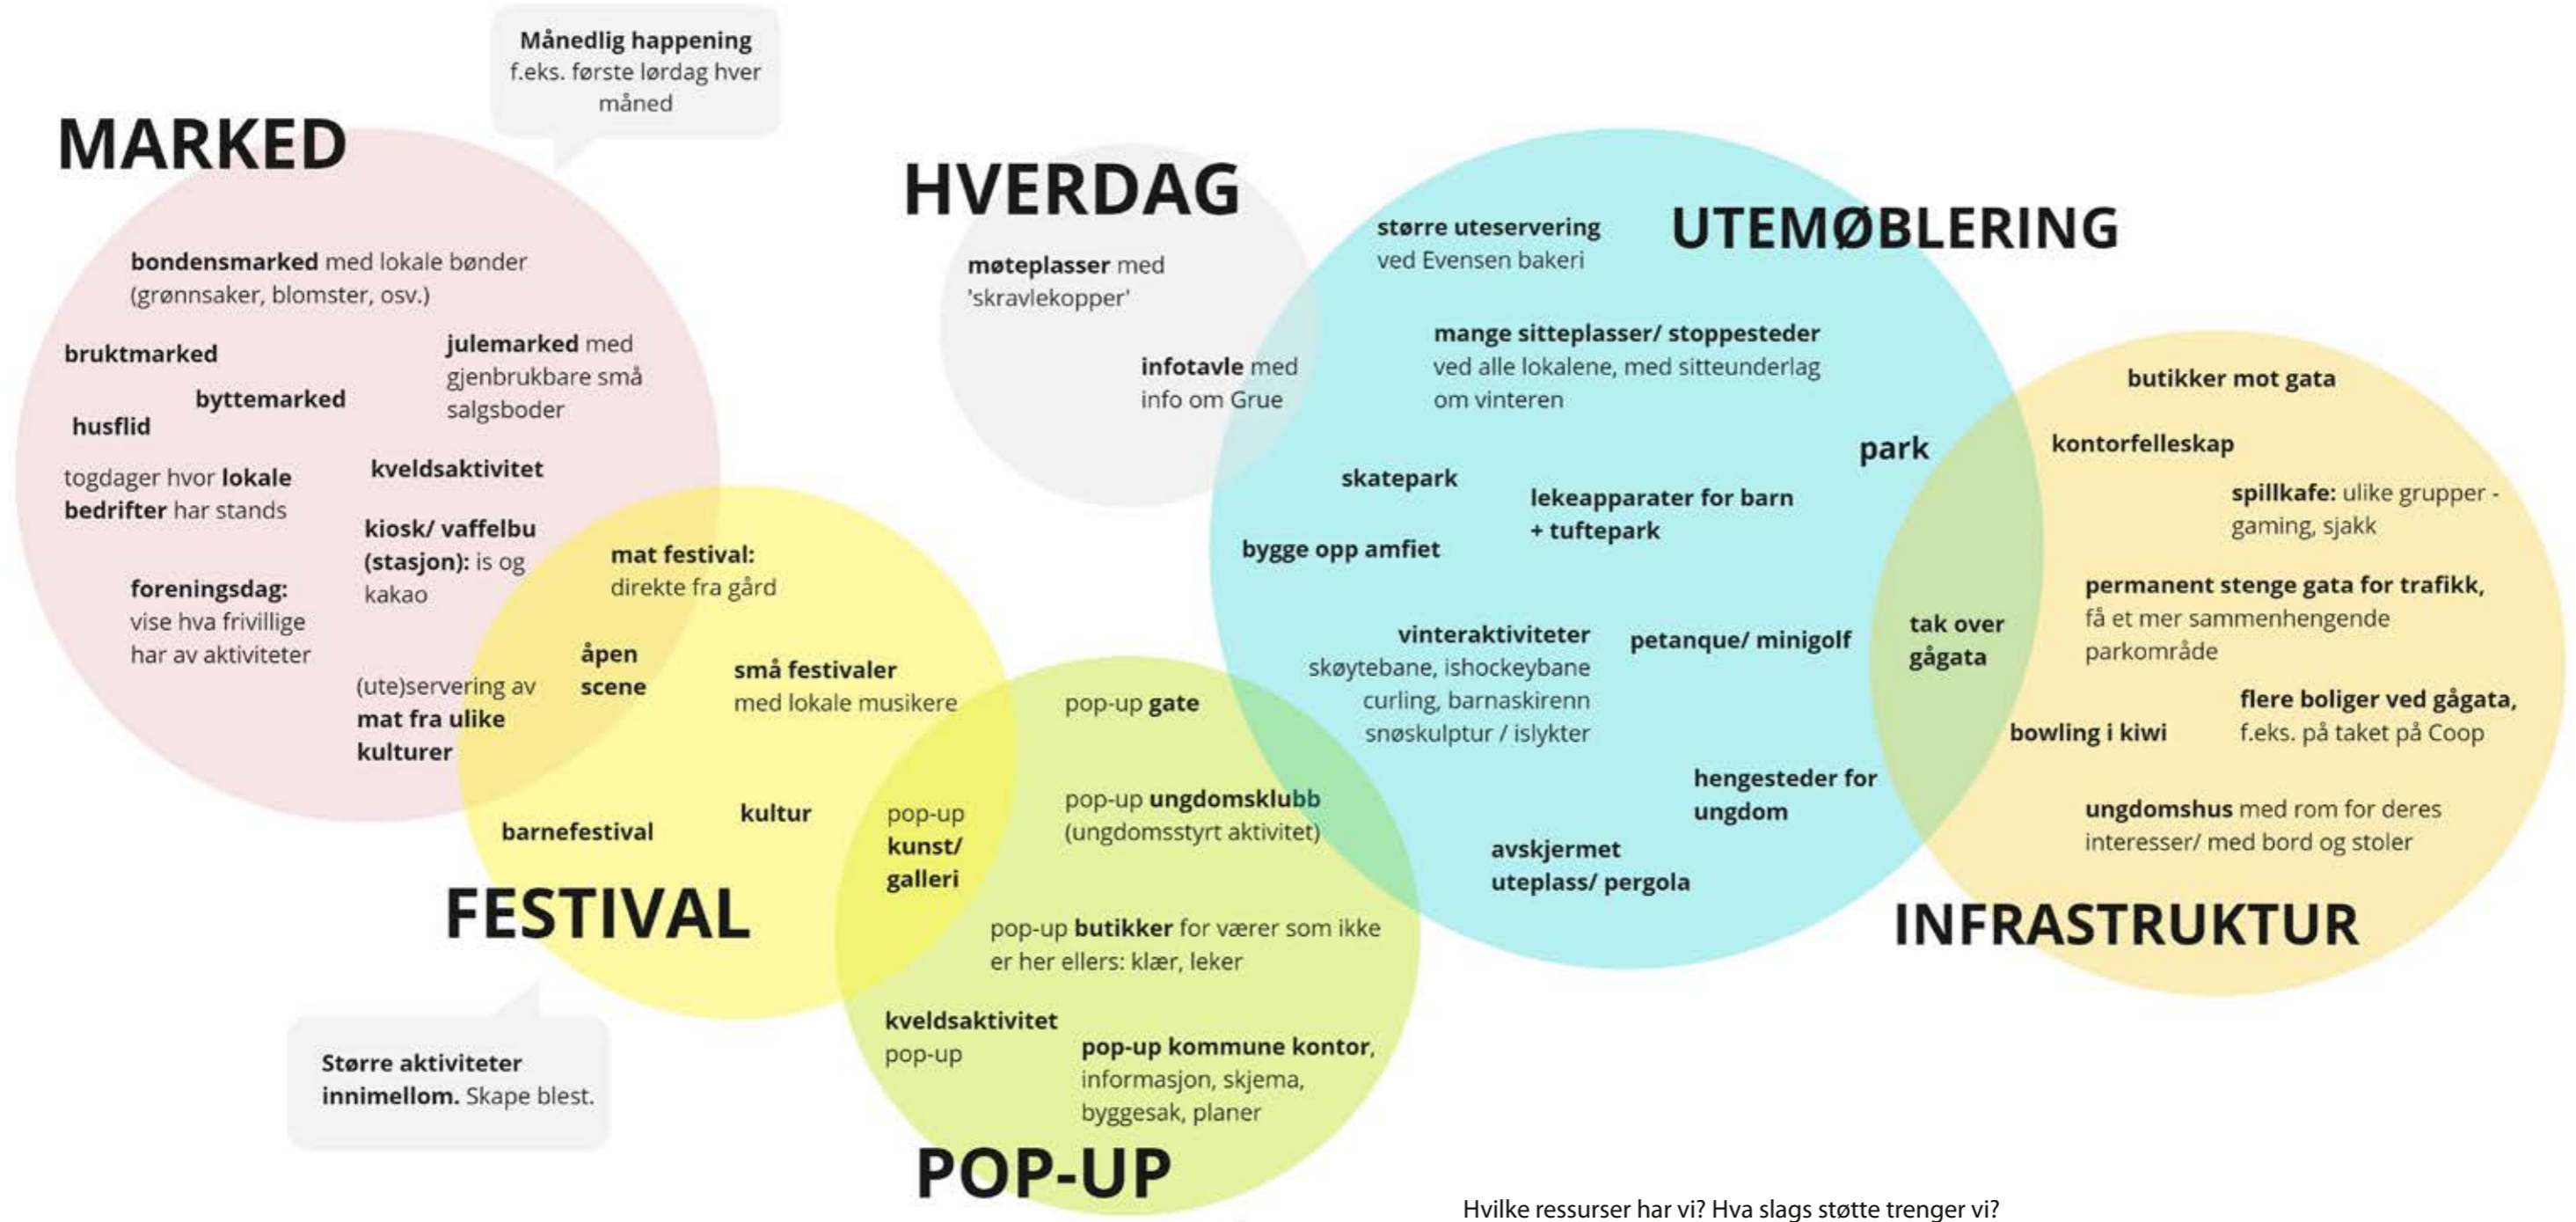 Månedlig happening
f.eks. første lørdag hver
måned
MARKED
bondensmarked med lokale bønder
(grønnsaker, blomster, osv.)
bruktmarked
julemarked med
gjenbrukbare små
salgsboder
byttemarked
husflid
togdager hvor lokale
bedrifter har stands
kveldsaktivitet
kiosk/ vaffelbu
(stasjon): is og
kakao
foreningsdag:
vise hva frivillige
har av aktiviteter
(ute)servering av
mat fra ulike
kulturer
mat festival:
direkte fra gård
åpen
scene
små festivaler
med lokale musikere
barnefestival
kultur
pop-up
kunst/
galleri
FESTIVAL
Større aktiviteter
innimellom. Skape blest.
HVERDAG
møteplasser med
'skravlekopper'
infotavle med
info om Grue
pop-up gate
pop-up ungdomsklubb
(ungdomsstyrt aktivitet)
pop-up butikker for værer som ikke
er her ellers: klær, leker
kveldsaktivitet
pop-up
pop-up kommune kontor,
informasjon, skjema,
byggesak, planer
POP-UP
UTEMØBLERING
større uteservering
ved Evensen bakeri
mange sitteplasser/ stoppesteder
ved alle lokalene, med sitteunderlag
om vinteren
park
skatepark
lekeapparater for barn
+ tuftepark
bygge opp amfiet
vinteraktiviteter
skøytebane, ishockeybane
curling, barnaskirenn
snøskulptur / islykter
petanque/ minigolf
hengesteder for
ungdom
avskjermet
uteplass/ pergola
tak over
gågata
butikker mot gata
kontorfelleskap
spillkafe: ulike grupper -
gaming, sjakk
permanent stenge gata for trafikk,
få et mer sammenhengende
parkområde
flere boliger ved gågata,
f.eks. på taket på Coop
bowling i kiwi
ungdomshus med rom for deres
interesser/ med bord og stoler
INFRASTRUKTUR
Hvilke ressurser har vi? Hva slags støtte trenger vi?